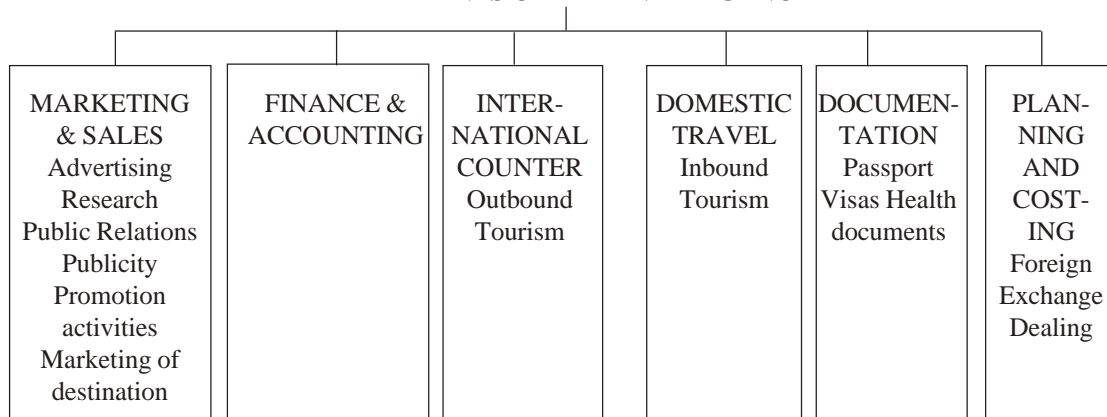 MARKETING
& SALES
Advertising
Research
Public Relations
Publicity
Promotion
activities
Marketing of
destination
FINANCE &
ACCOUNTING
INTER-
NATIONAL
COUNTER
Outbound
Tourism
DOMESTIC
TRAVEL
Inbound
Tourism
DOCUMEN-
TATION
Passport
Visas Health
documents
PLAN-
NING
AND
COST-
ING
Foreign
Exchange
Dealing